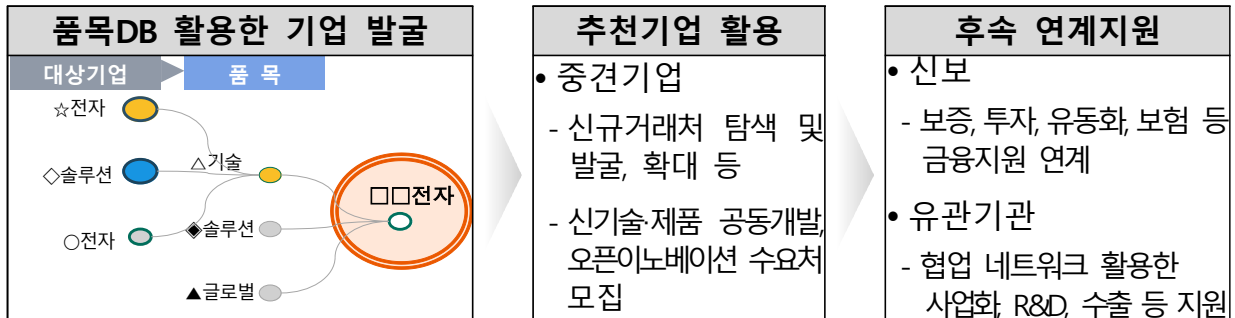 품목DB 활용한 기업 발굴
대상기업
품 목
☆전자
◇솔루션
△기술
□□전자
○전자
◈솔루션
▲글로벌
추천기업 활용
• 중견기업
- 신규거래처 탐색 및
발굴, 확대 등
- 신기술·제품 공동개발,
오픈이노베이션 수요처
모집
후속 연계지원
• 신보
- 보증, 투자, 유동화, 보험 등
금융지원 연계
• 유관기관
- 협업 네트워크 활용한
사업화, R&D, 수출 등 지원